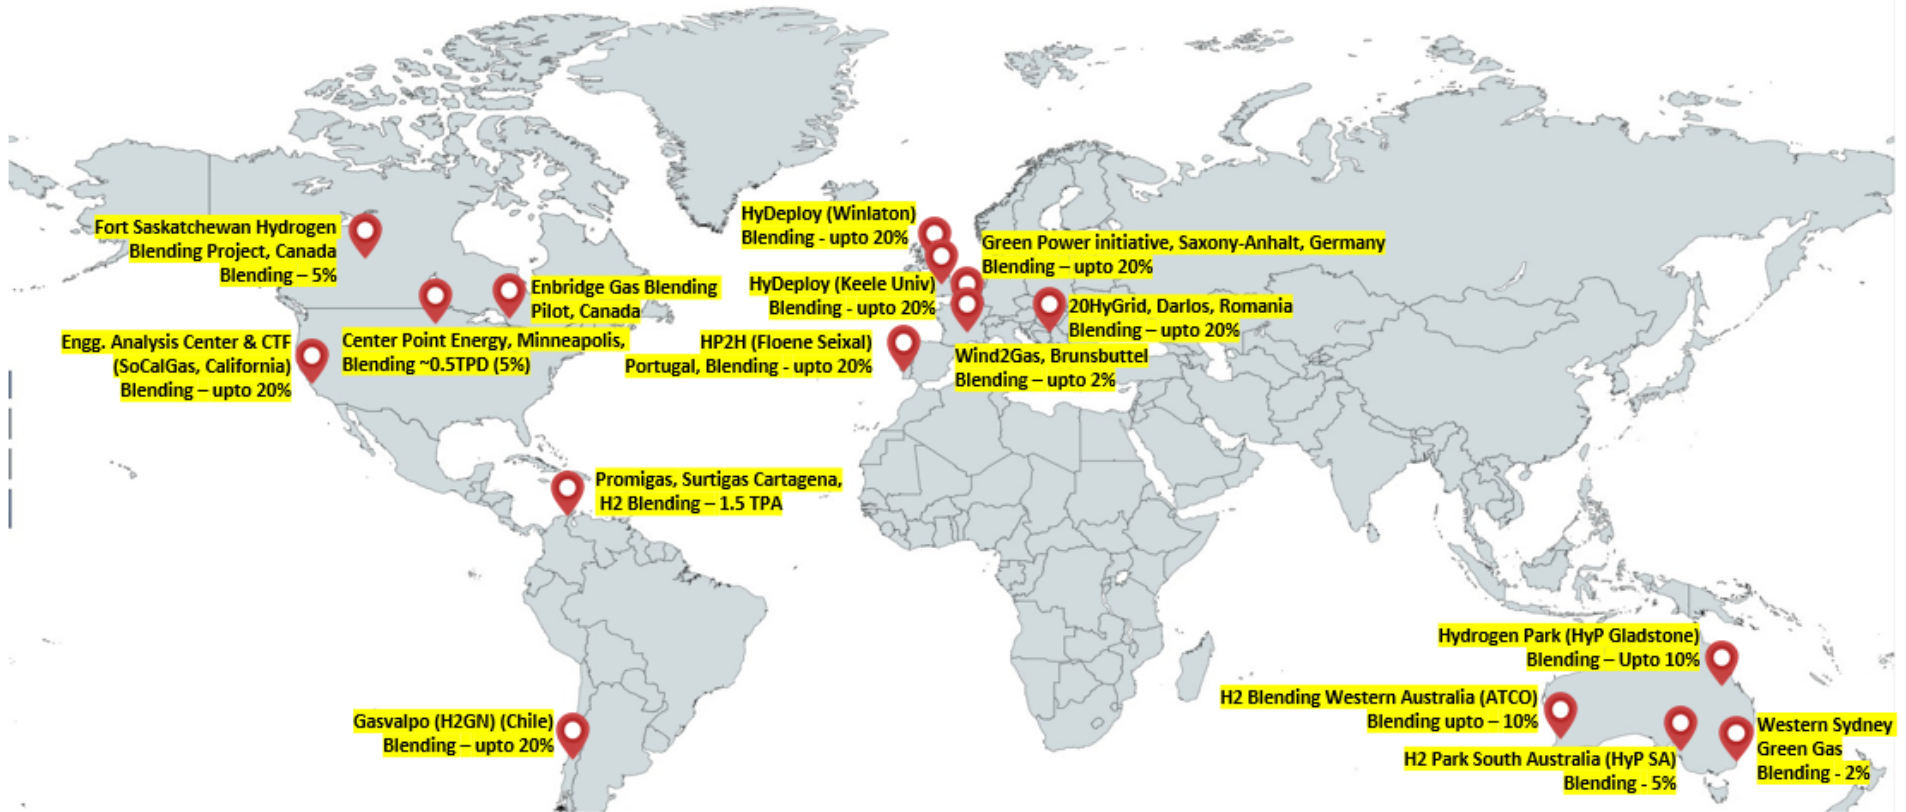 Fort Saskatchewan Hydrogen
Blending Project, Canada
Blending – 5%
Enbridge Gas Blending
Pilot, Canada
Center Point Energy, Minneapolis,
Blending ~0.5TPD (5%)
Engg. Analysis Center & CTF
(SoCalGas, California)
Blending – upto 20%
Promigas, Surtigas Cartagena,
H2 Blending – 1.5 TPA
Gasvalpo (H2GN) (Chile)
Blending – upto 20%
HyDeploy (Winlaton)
Blending - upto 20%
HyDeploy (Keele Univ)
Blending - upto 20%
HP2H (Floene Seixal)
Portugal, Blending - upto 20%
Green Power initiative, Saxony-Anhalt, Germany
Blending – upto 20%
20HyGrid, Darlos, Romania
Blending – upto 20%
Wind2Gas, Brunsbuttel
Blending – upto 2%
Hydrogen Park (HyP Gladstone)
Blending – Upto 10%
H2 Blending Western Australia (ATCO)
Blending upto – 10%
H2 Park South Australia (HyP SA)
Blending - 5%
Western Sydney
Green Gas
Blending - 2%